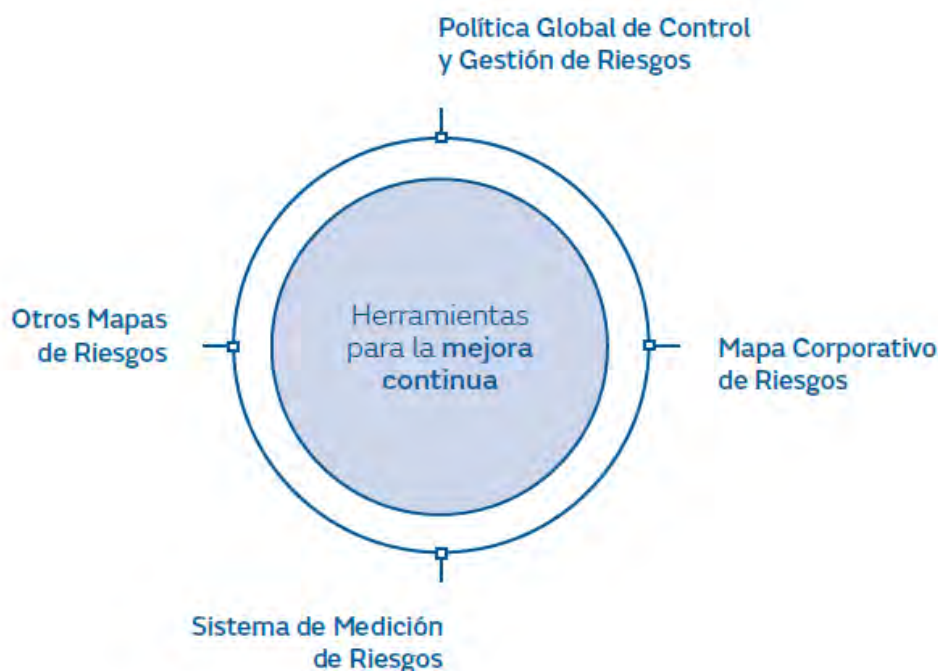 Política Global de Control
y Gestión de Riesgos
Otros Mapas
de Riesgos
Herramientas
para la mejora
continua
Mapa Corporativo
de Riesgos
Sistema de Medición
de Riesgos